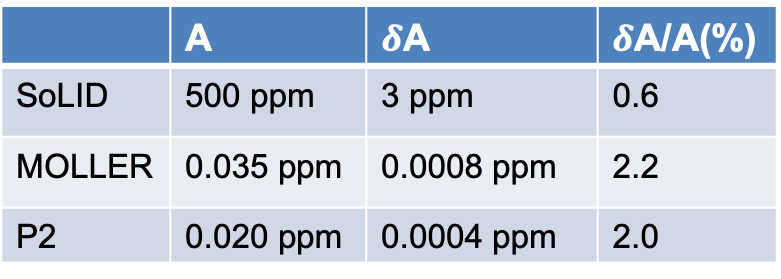 A δA δA/A(%)
SoLID 500 ppm 3 ppm 0.6
MOLLER 0.035 ppm 0.0008 ppm 2.2
P2 0.020 ppm 0.0004 ppm 2.0